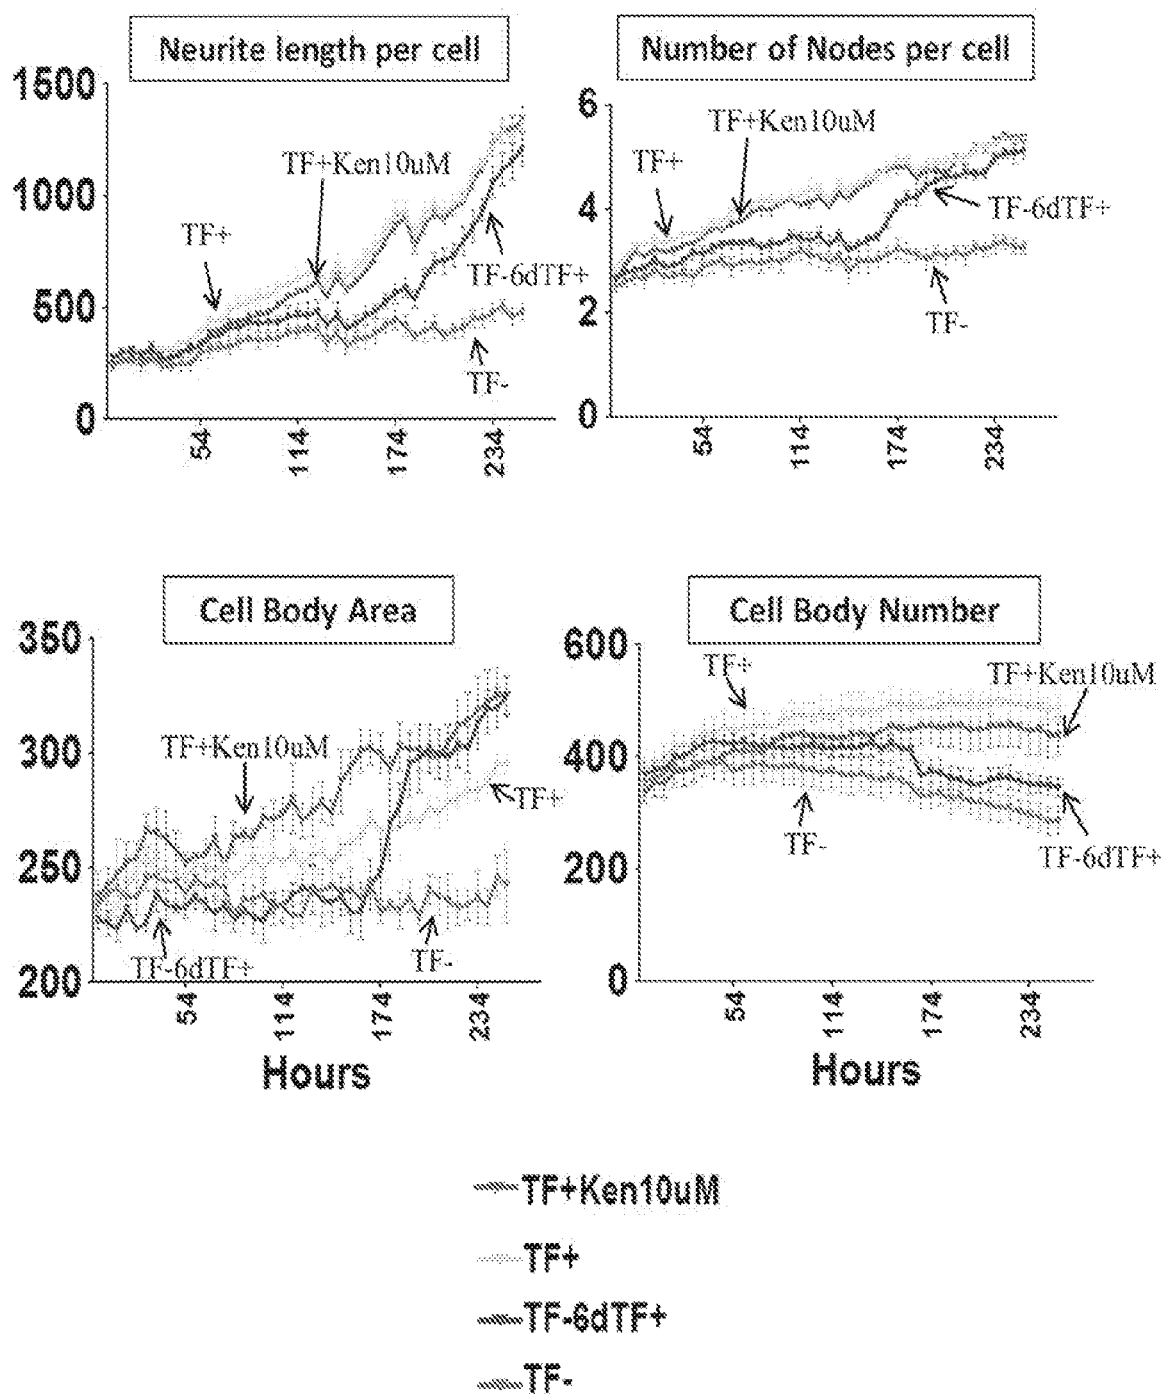 Neurite length per cell
1500
1000
500
0
TF+
TF+Ken10uM
TF-6dTF+
TF-
54
114
174
234
Number of Nodes per cell
6
4
2
0
TF+
TF+Ken10uM
TF-6dTF+
TF-
54
114
174
234
Cell Body Area
350
300
250
200
TF+Ken10uM
TF+
TF-6dTF+
TF-
54
114
174
234
Hours
Cell Body Number
600
400
200
0
TF+
TF+Ken10uM
TF-
TF-6dTF+
54
114
174
234
Hours
TF+Ken10uM
TF+
TF-6dTF+
TF-